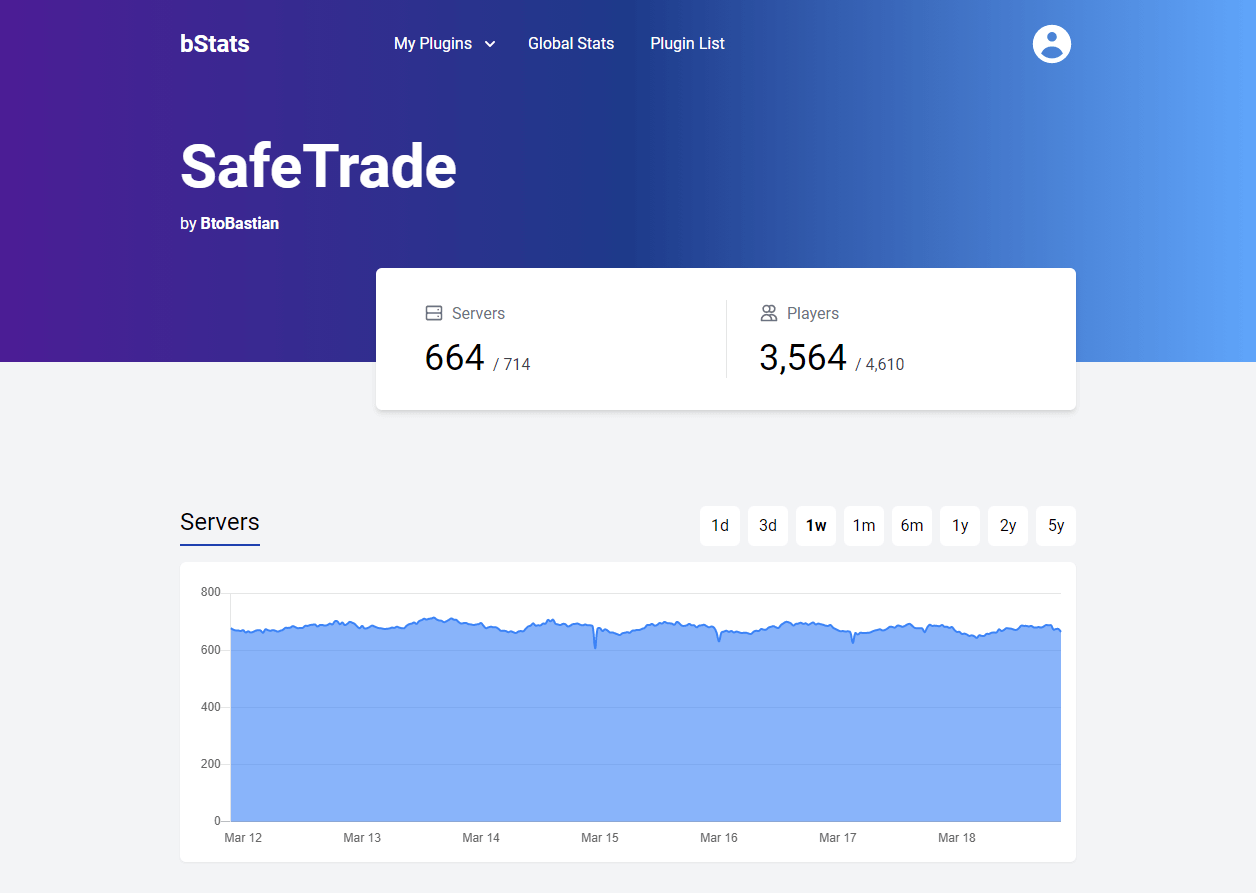 bStats My Plugins Global Stats Plugin List
SafeTrade
by BtoBastian
Servers Players
664 / 714 3,564 / 4,610
Servers 1d 3d 1w 1m 6m 1y 2y 5y
800
600
400
200
0
Mar 12 Mar 13 Mar 14 Mar 15 Mar 16 Mar 17 Mar 18